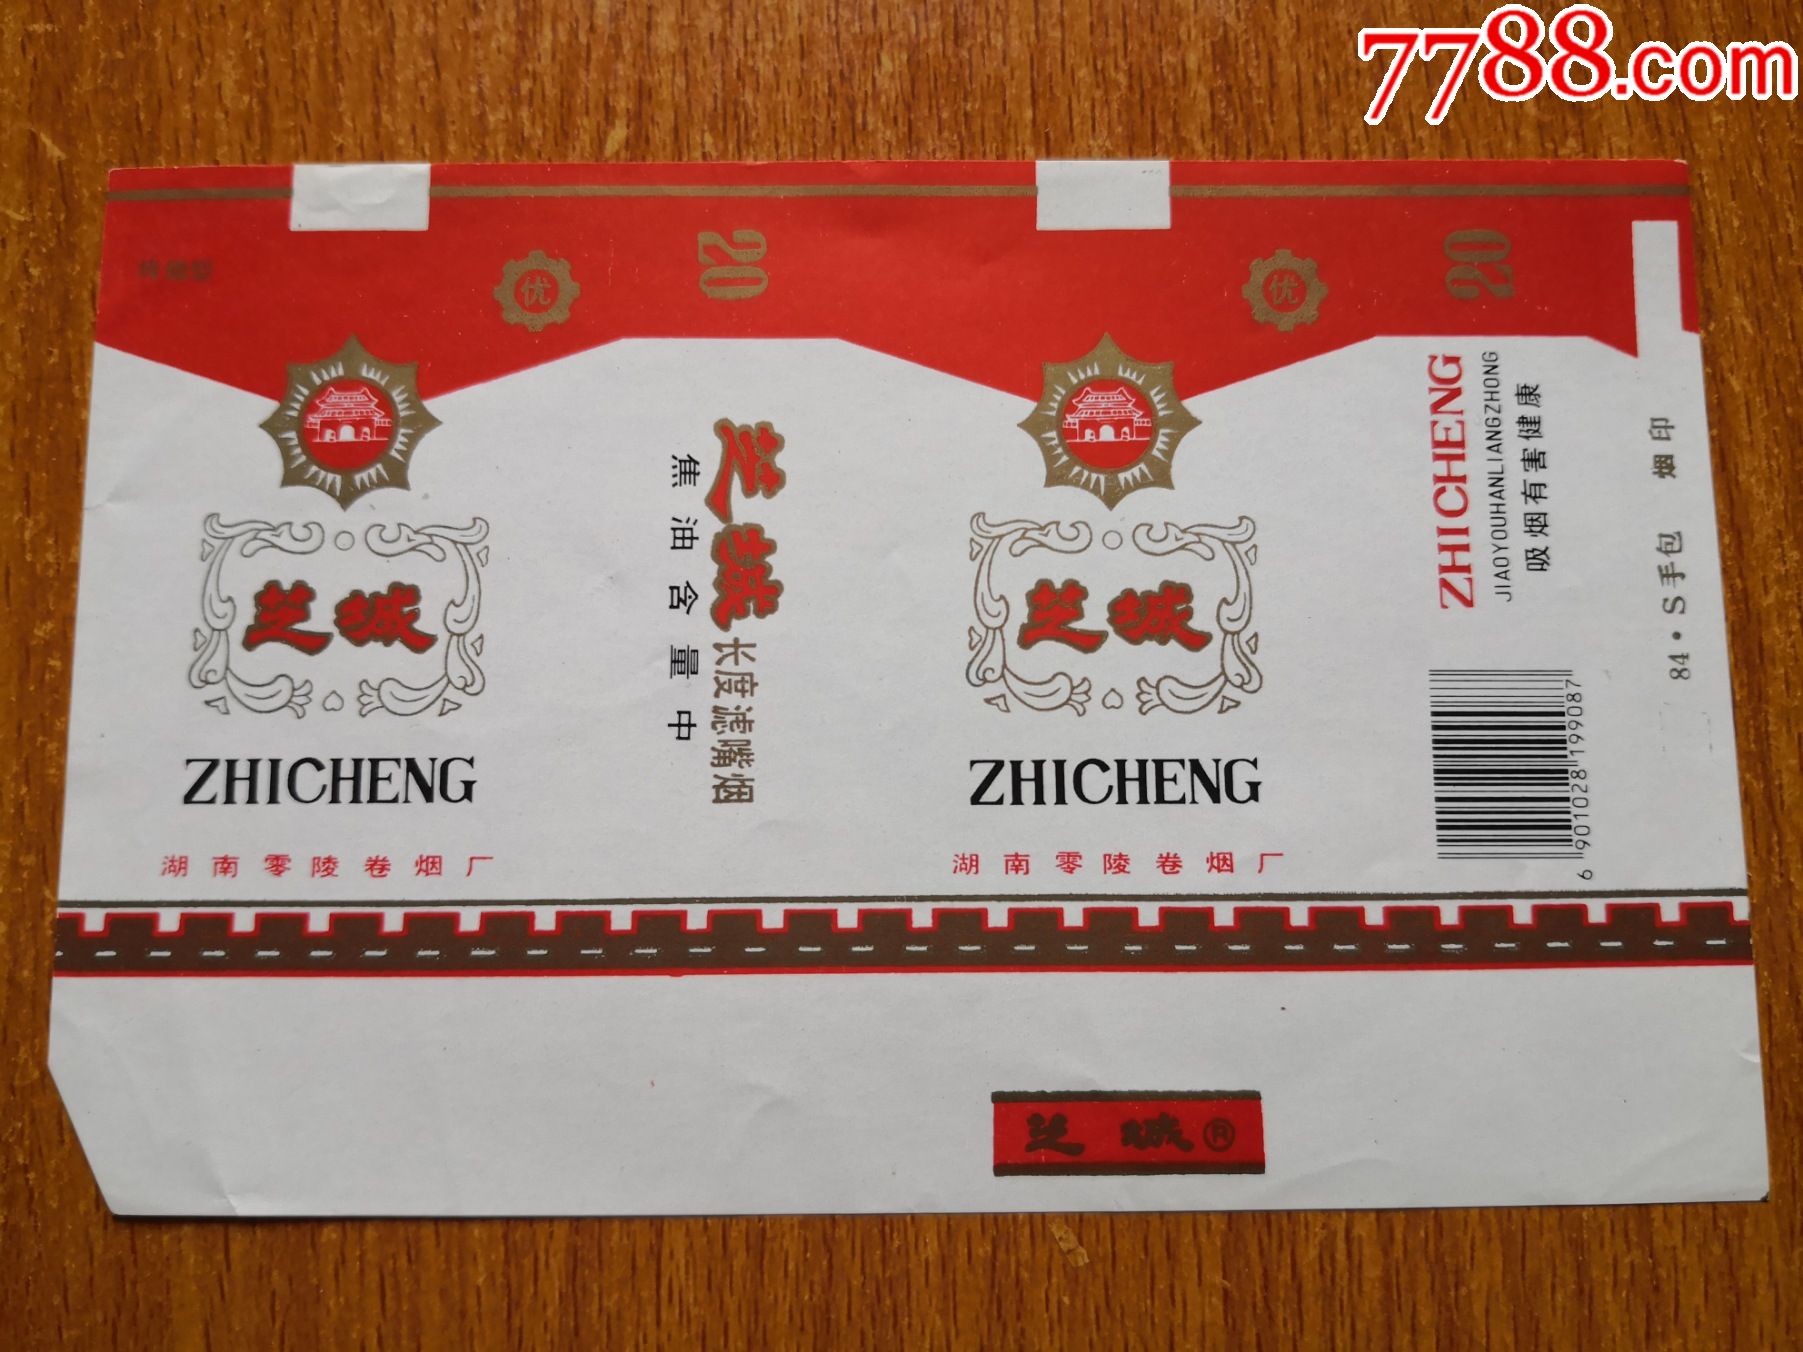 7788.com
优
20
优
20
芝城
ZHICHENG
湖南零陵卷烟厂
芝城长度滤嘴烟
焦油含量中
芝城
ZHICHENG
湖南零陵卷烟厂
ZHICHENG
JIAOYOUHANLIANGZHONG
吸烟有害健康
6 901028 199087
84·S手包 烟印
芝城®